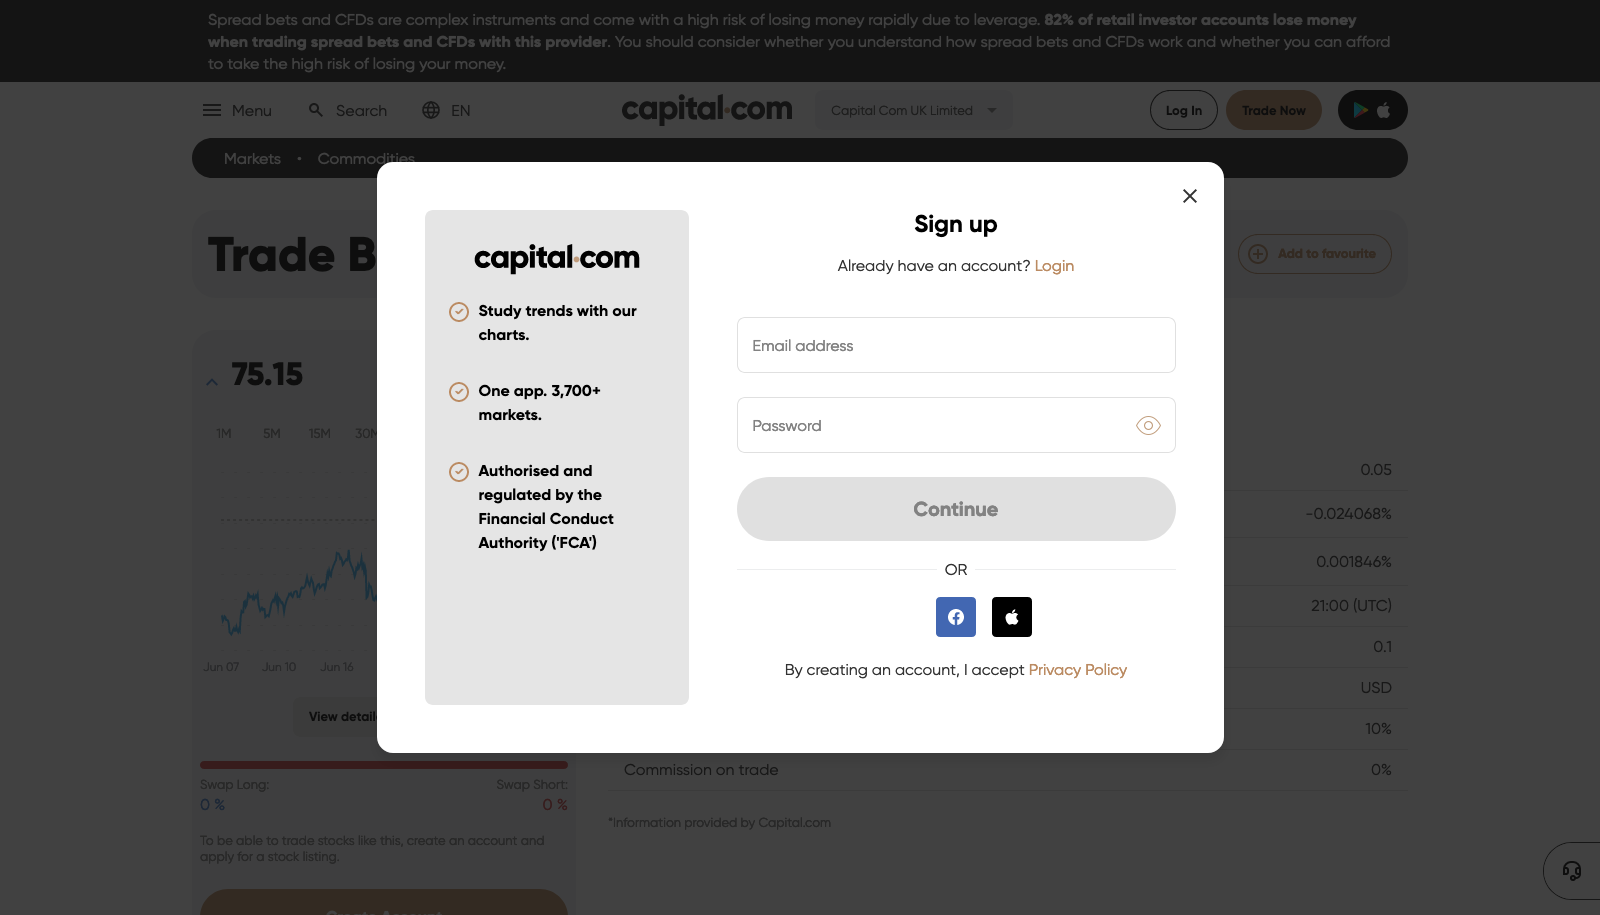 Spread bets and CFDs are complex instruments and come with a high risk of losing money rapidly due to leverage. 82% of retail investor accounts lose money
when trading spread bets and CFDs with this provider. You should consider whether you understand how spread bets and CFDs work and whether you can afford
to take the high risk of losing your money.
Menu Search EN capital.com Capital Com UK Limited Log In Trade Now
Markets • Commodities
Trade B
Add to favourite
75.15
1M 5M 15M 30M
Jun 07 Jun 10 Jun 16
View detail
Swap Long: Swap Short:
0 % 0 %
To be able to trade stocks like this, create an account and
apply for a stock listing.
Create Account
capital.com
Study trends with our
charts.
One app. 3,700+
markets.
Authorised and
regulated by the
Financial Conduct
Authority ('FCA')
Sign up
Already have an account? Login
Email address
Password
Continue
OR
By creating an account, I accept Privacy Policy
0.05
-0.024068%
0.001846%
21:00 (UTC)
0.1
USD
10%
Commission on trade 0%
*Information provided by Capital.com